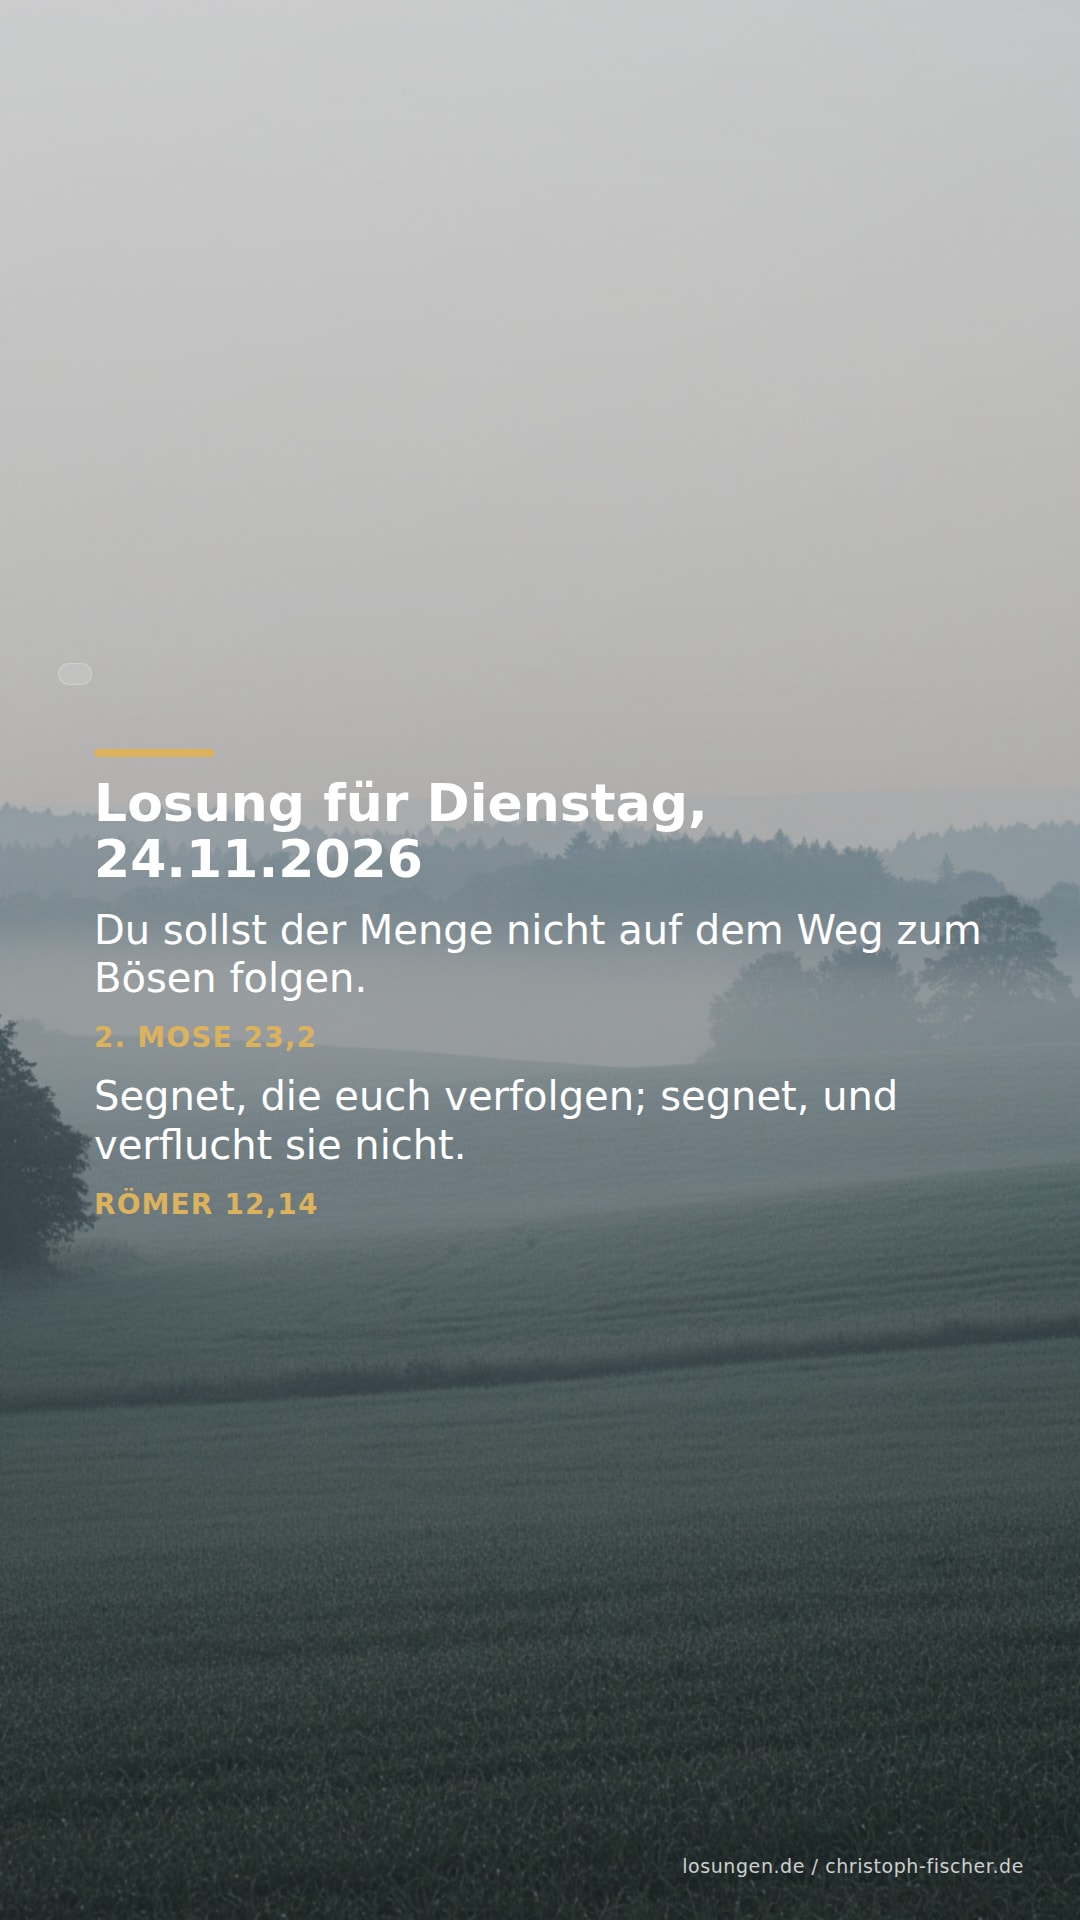 Losung für Dienstag,
24.11.2026
Du sollst der Menge nicht auf dem Weg zum
Bösen folgen.
2. MOSE 23,2
Segnet, die euch verfolgen; segnet, und
verflucht sie nicht.
RÖMER 12,14
losungen.de / christoph-fischer.de